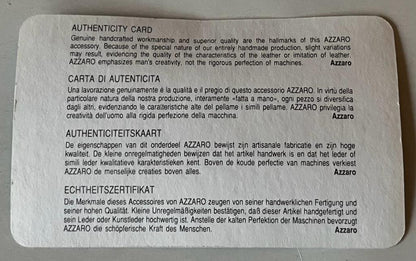 AUTHENTICITY CARD
Genuine handcrafted workmanship and superior quality are the hallmarks of this AZZARO
accessory. Because of the special nature of our entirely handmade production, slight variations
may result, evidencing the quality of the characteristics of the leather or imitation of leather.
AZZARO emphasizes man's creativity, not the rigorous perfection of machines. Azzaro
CARTA DI AUTENTICITA
Una lavorazione genuinamente è la qualità e il pregio di questo accessorio AZZARO. In virtù della
particolare natura della nostra produzione, interamente «fatta a mano», ogni pezzo si diversifica
dagli altri, evidenziando le caratteristiche alte del pellame i simili pellame. AZZARO privilegia la
creatività dell'uomo alla rigida perfezione della macchina. Azzaro
AUTHENTICITEITSKAART
De eigenschappen van dit onderdeel AZZARO bewijst zijn artisanale fabricatie en zijn hoge
kwaliteit. De kleine onregelmatigheden bewijzen dat het artikel handwerk is en dat het leder of
simili leder kwalitatieve karakteristieken kent. Boven de koude perfectie van machines verkiest
AZZARO de menselijke creaties boven alles. Azzaro
ECHTHEITSZERTIFIKAT
Die Merkmale dieses Accessoires von AZZARO zeugen von seiner handwerklichen Fertigung und
seiner hohen Qualität. Kleine Unregelmäßigkeiten bestätigen, daß dieser Artikel handgefertigt und
sein Leder oder Kunstleder hochwertig ist. Anstelle der kalten Perfektion der Maschinen bevorzugt
AZZARO die schöpferische Kraft des Menschen. Azzaro